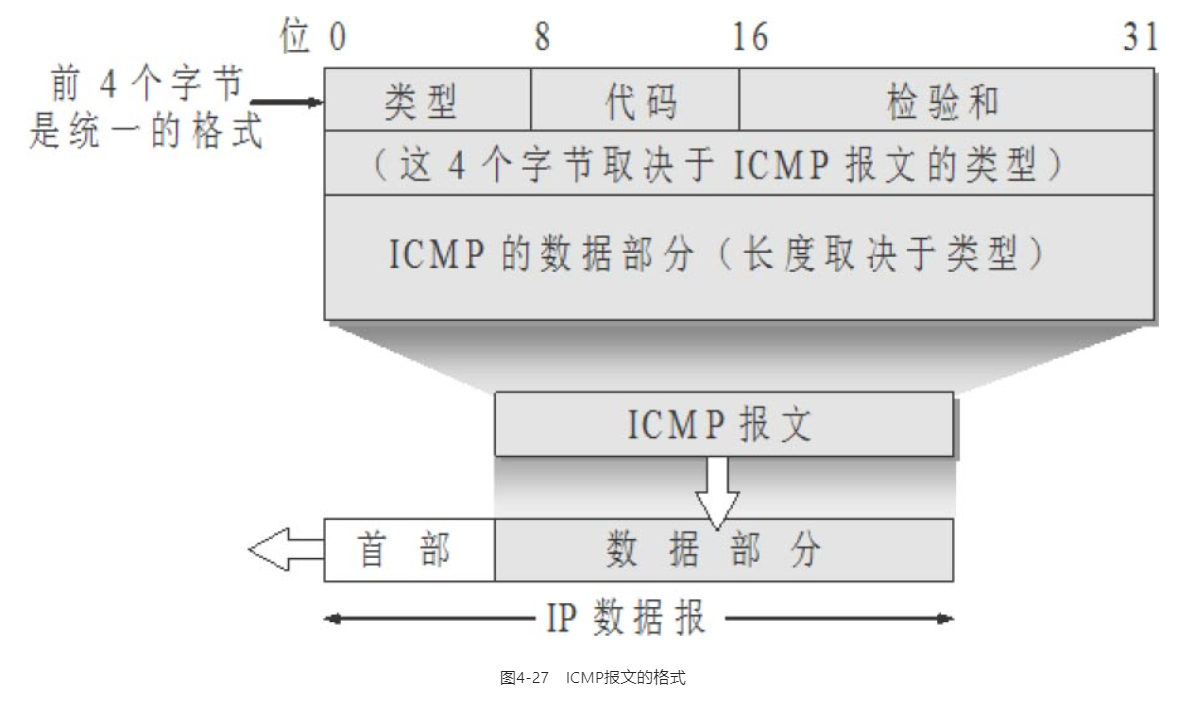 位 0 8 16 31
前 4 个字节
是统一的格式
类型 代码 检验和
（这 4 个字节取决于 ICMP 报文的类型）
ICMP 的数据部分（长度取决于类型）
ICMP 报文
首部 数据部分
IP 数据报
图4-27 ICMP报文的格式